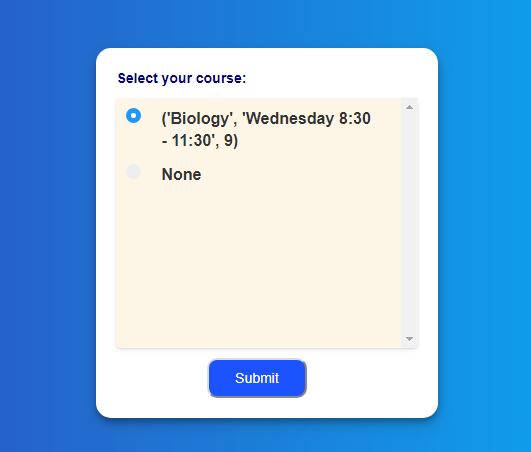 Select your course:
('Biology', 'Wednesday 8:30
- 11:30', 9)
None
Submit